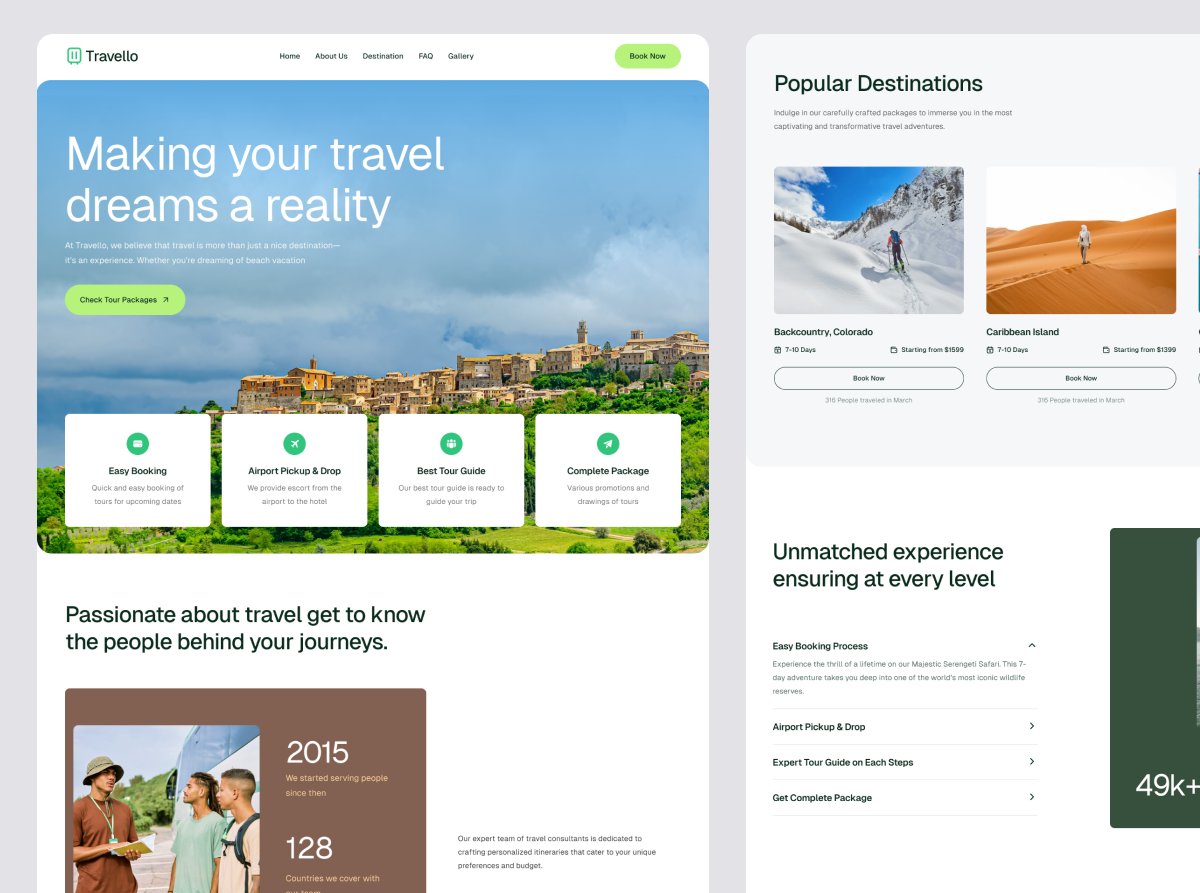 Travello
Home
About Us
Destination
FAQ
Gallery
Book Now
Making your travel
dreams a reality
At Travello, we believe that travel is more than just a nice destination—
it's an experience. Whether you're dreaming of beach vacation
Check Tour Packages
Easy Booking
Quick and easy booking of
tours for upcoming dates
Airport Pickup & Drop
We provide escort from the
airport to the hotel
Best Tour Guide
Our best tour guide is ready to
guide your trip
Complete Package
Various promotions and
drawings of tours
Passionate about travel get to know
the people behind your journeys.
2015
We started serving people
since then
128
Countries we cover with
our team
Our expert team of travel consultants is dedicated to
crafting personalized itineraries that cater to your unique
preferences and budget.
Popular Destinations
Indulge in our carefully crafted packages to immerse you in the most
captivating and transformative travel adventures.
Backcountry, Colorado
7-10 Days
Starting from $1599
Book Now
316 People traveled in March
Caribbean Island
7-10 Days
Starting from $1399
Book Now
316 People traveled in March
Unmatched experience
ensuring at every level
Easy Booking Process
Experience the thrill of a lifetime on our Majestic Serengeti Safari. This 7-
day adventure takes you deep into one of the world's most iconic wildlife
reserves.
Airport Pickup & Drop
Expert Tour Guide on Each Steps
Get Complete Package
49k+